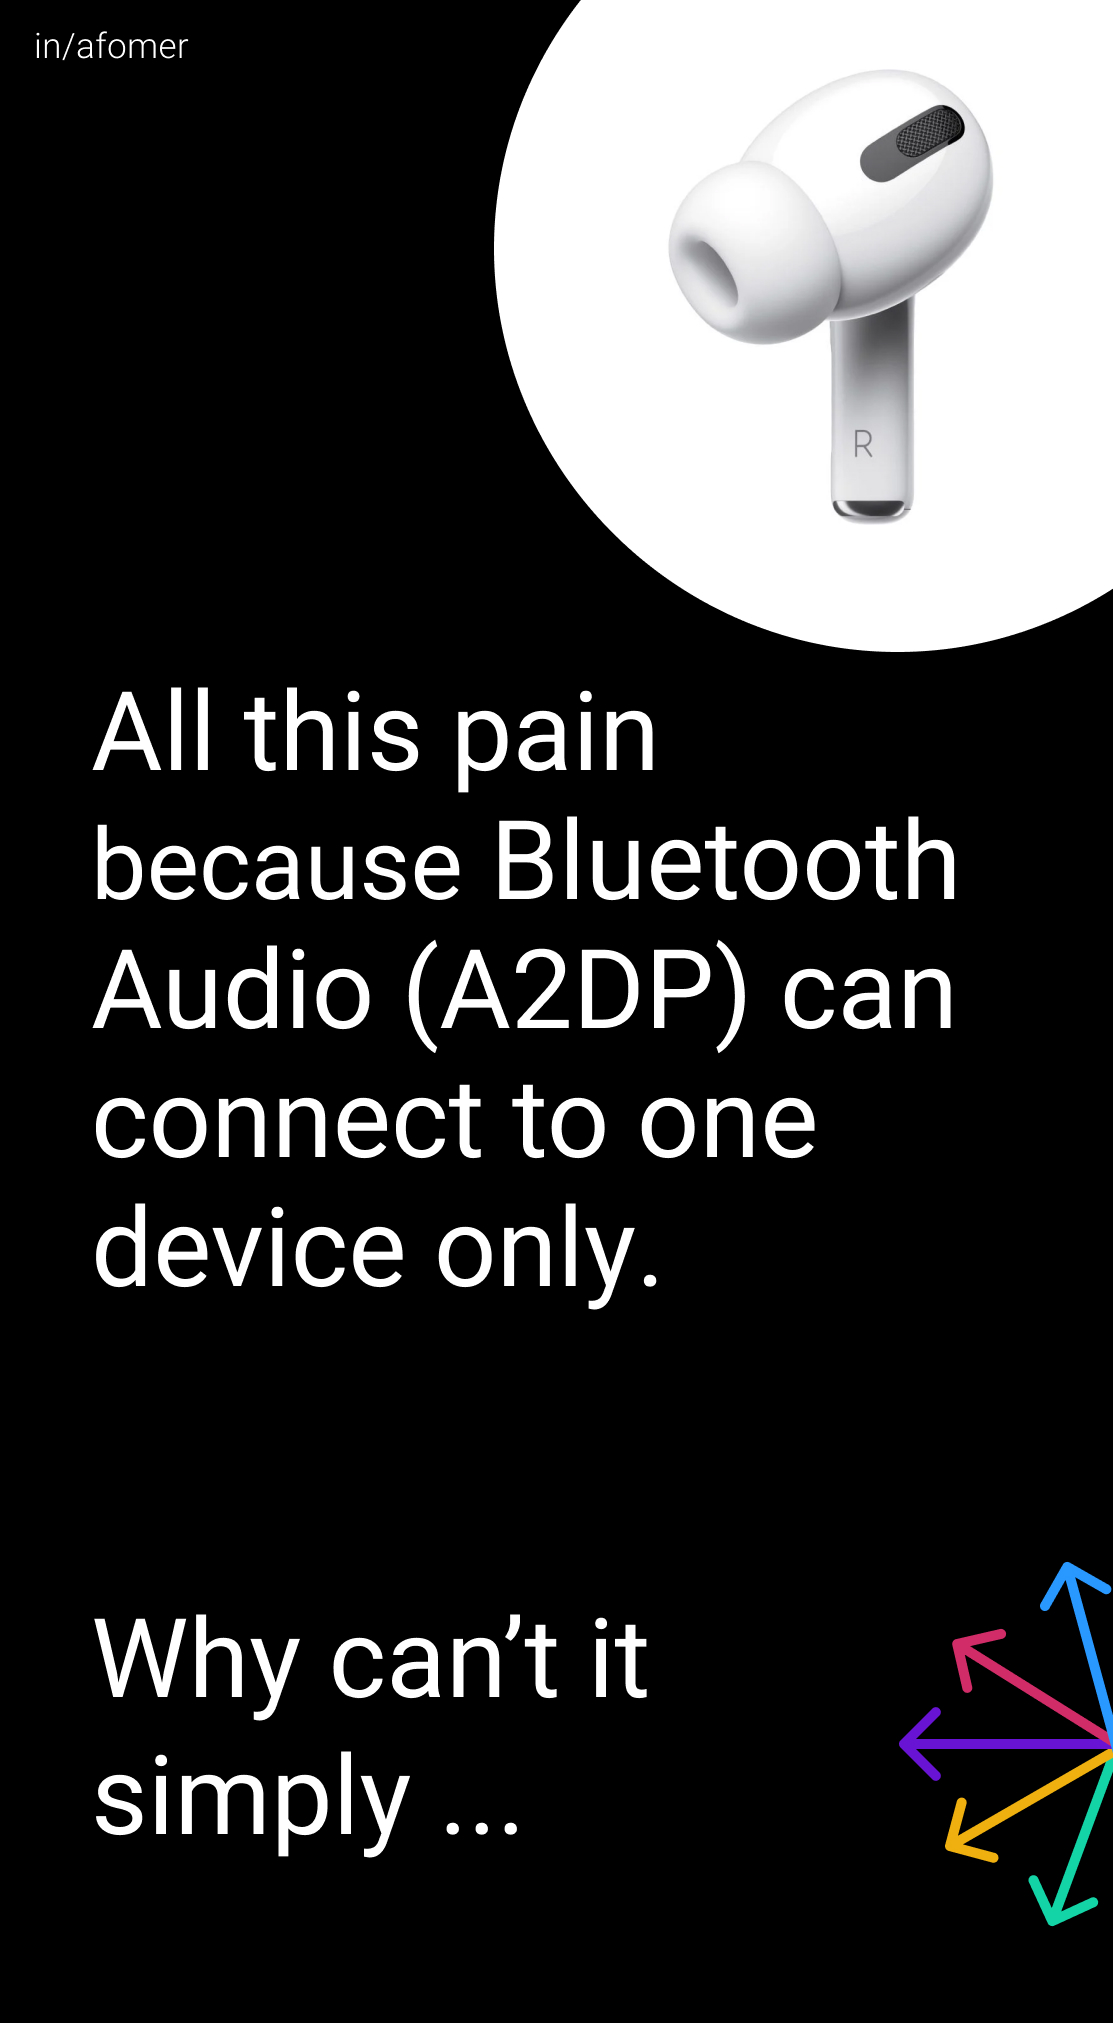 in/afomer
R
All this pain
because Bluetooth
Audio (A2DP) can
connect to one
device only.
Why can’t it
simply ...